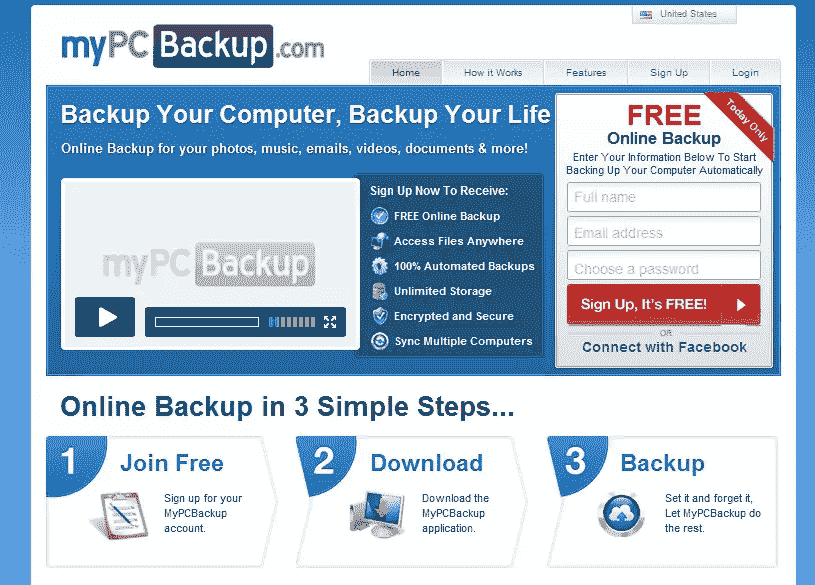 United States
myPCBackup.com
Home
How it Works
Features
Sign Up
Login
Backup Your Computer, Backup Your Life
Online Backup for your photos, music, emails, videos, documents & more!
myPCBackup
Sign Up Now To Receive:
FREE Online Backup
Access Files Anywhere
100% Automated Backups
Unlimited Storage
Encrypted and Secure
Sync Multiple Computers
Today Only
FREE
Online Backup
Enter Your Information Below To Start
Backing Up Your Computer Automatically
Full name
Email address
Choose a password
Sign Up, It's FREE!
OR
Connect with Facebook
Online Backup in 3 Simple Steps...
1
Join Free
Sign up for your
MyPCBackup
account.
2
Download
Download the
MYPCBackup
application.
3
Backup
Set it and forget it,
Let MyPCBackup do
the rest.